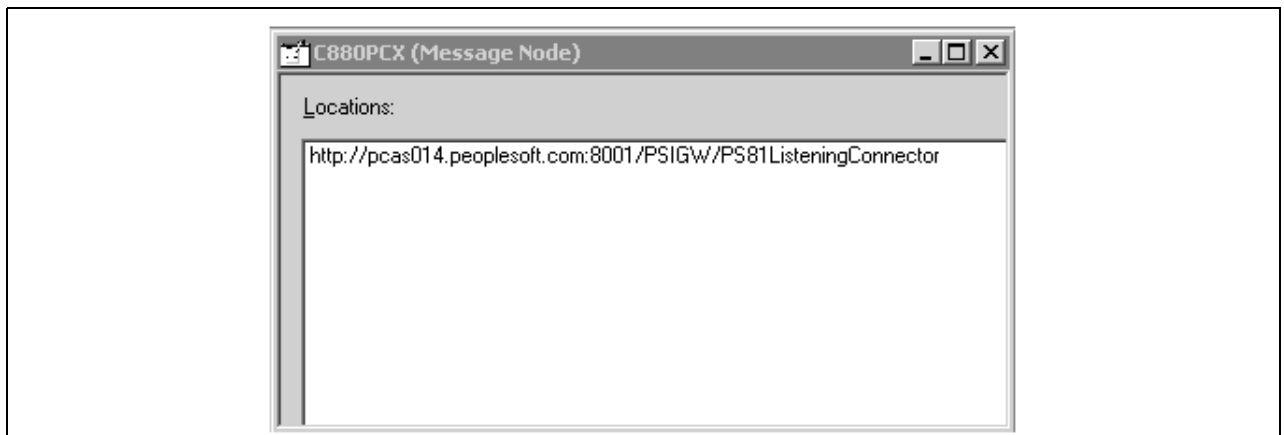 C880PCX (Message Node)
Locations:
http://pcas014.peoplesoft.com:8001/PSIGW/PS81ListeningConnector